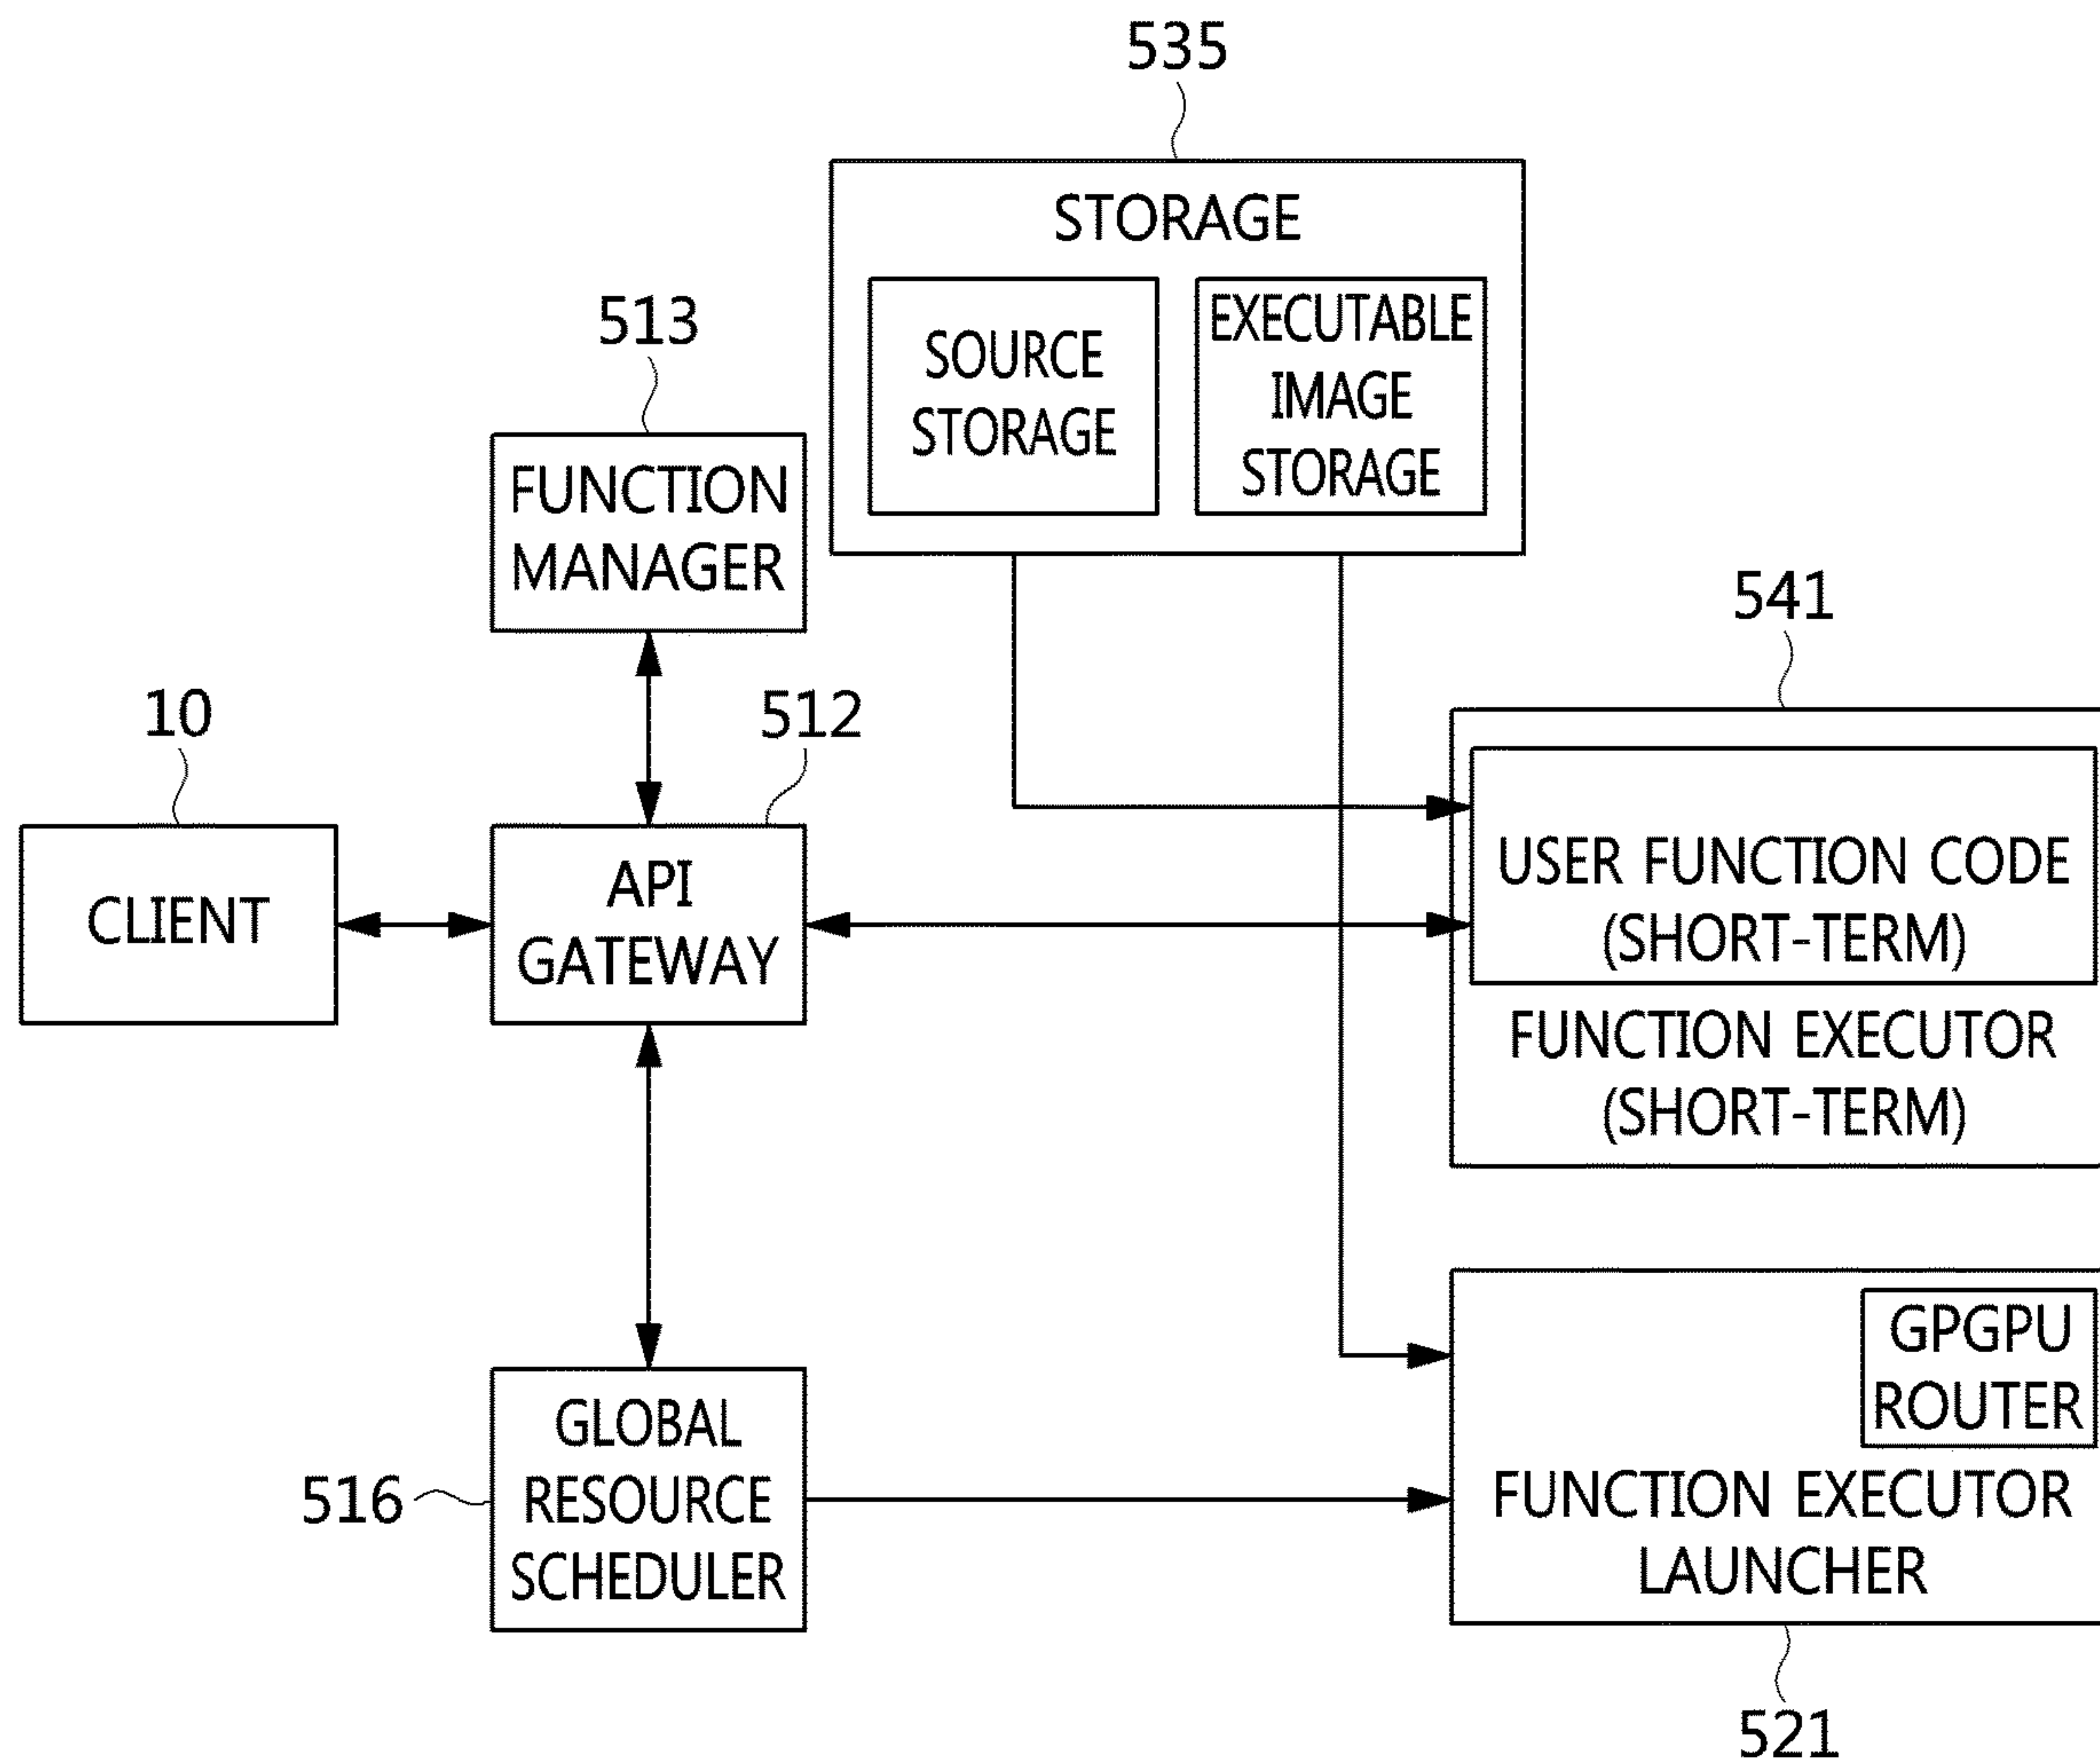 535
STORAGE
SOURCE
STORAGE
EXECUTABLE
IMAGE
STORAGE
513
FUNCTION
MANAGER
541
10
512
CLIENT
API
GATEWAY
USER FUNCTION CODE
(SHORT-TERM)
FUNCTION EXECUTOR
(SHORT-TERM)
GPGPU
ROUTER
GLOBAL
RESOURCE
SCHEDULER
516
FUNCTION EXECUTOR
LAUNCHER
521